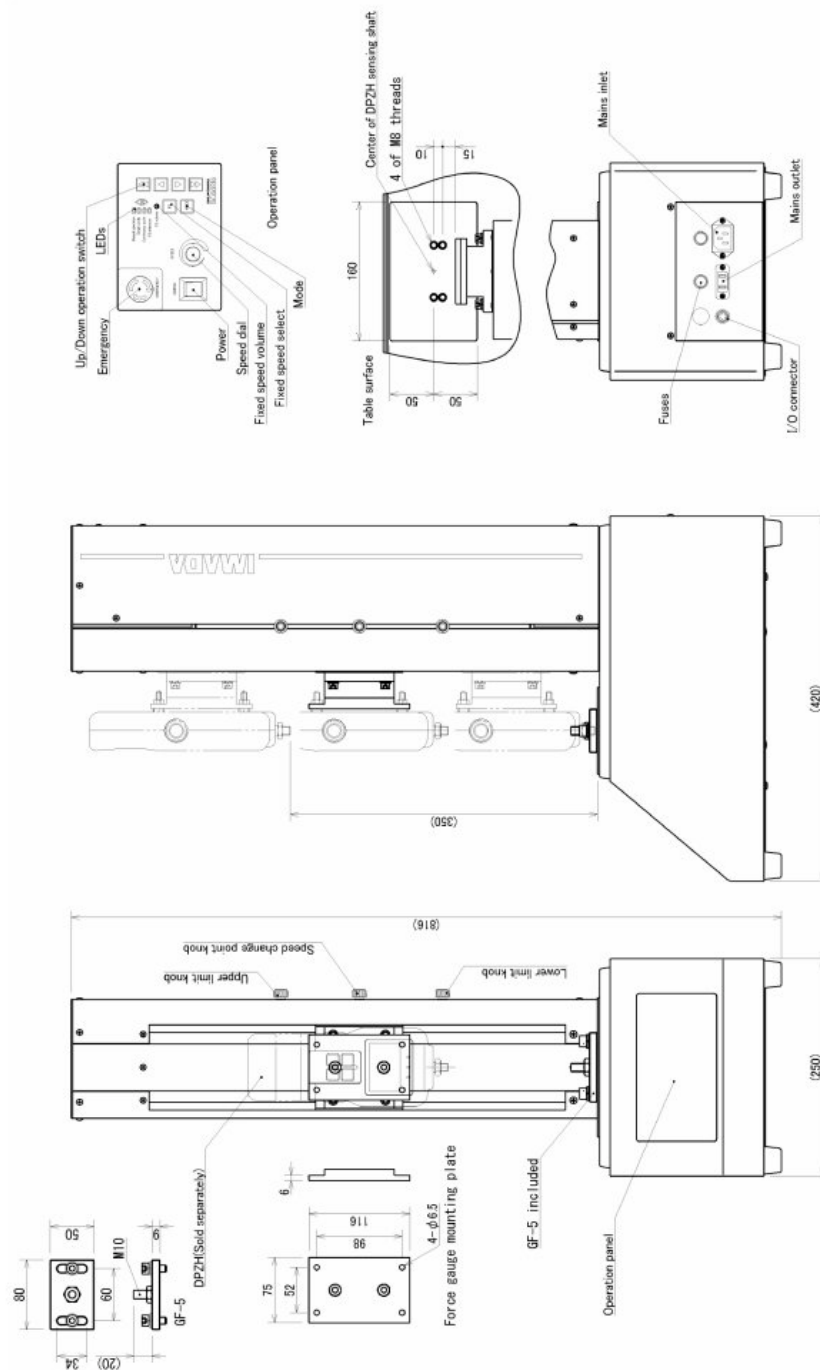 Up/Down operation switch
Emergency
LEDs
Power
Speed dial
Fixed speed volume
Fixed speed select
Mode
Operation panel
Table surface
160
50
50
Center of DPZH sensing shaft
10
4 of M8 threads
15
Mains inlet
Mains outlet
Fuses
I/O connector
IMADA
(350)
(420)
(816)
Upper limit knob
Speed change point knob
Lower limit knob
(250)
DPZH(Sold separately)
GF-5 included
Operation panel
80
50
M10
60
34
(20)
9
GF-5
6
116
98
75
52
4-φ6.5
Force gauge mounting plate